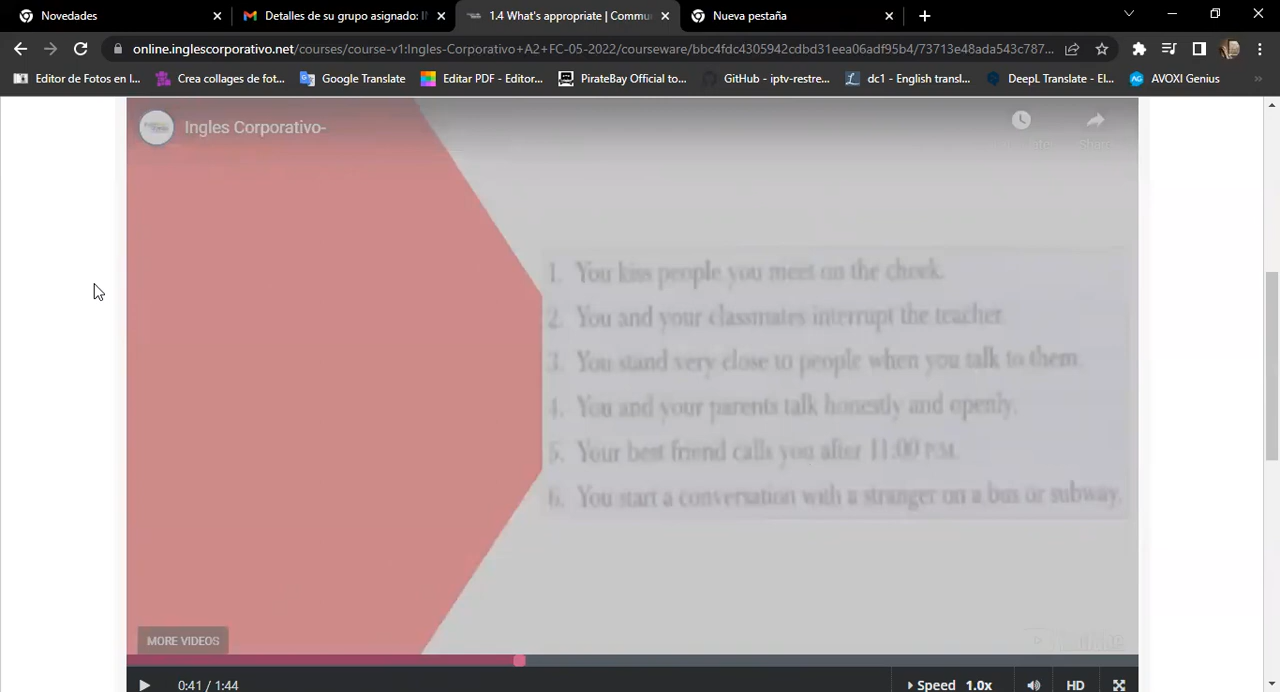 Novedades
Detalles de su grupo asignado: I
1.4 What's appropriate | Commu
Nueva pestaña
online.inglescorporativo.net/courses/course-v1:Ingles-Corporativo+A2+FC-05-2022/courseware/bbc4fdc4305942cdbd31eea06adf95b4/73713e48ada543c787...
Editor de Fotos en l...
Crea collages de fot...
Google Translate
Editar PDF - Editor...
PirateBay Official to...
GitHub - iptv-restre...
dc1 - English transl...
DeepL Translate - El...
AVOXI Genius
»
Ingles Corporativo-
Share
1. You kiss people you meet on the cheek.
2. You and your classmates interrupt the teacher.
3. You stand very close to people when you talk to them.
4. You and your parents talk honestly and openly.
5. Your best friend calls you after 11:00 P.M.
6. You start a conversation with a stranger on a bus or subway.
MORE VIDEOS
0:41 / 1:44
Speed 1.0x
HD